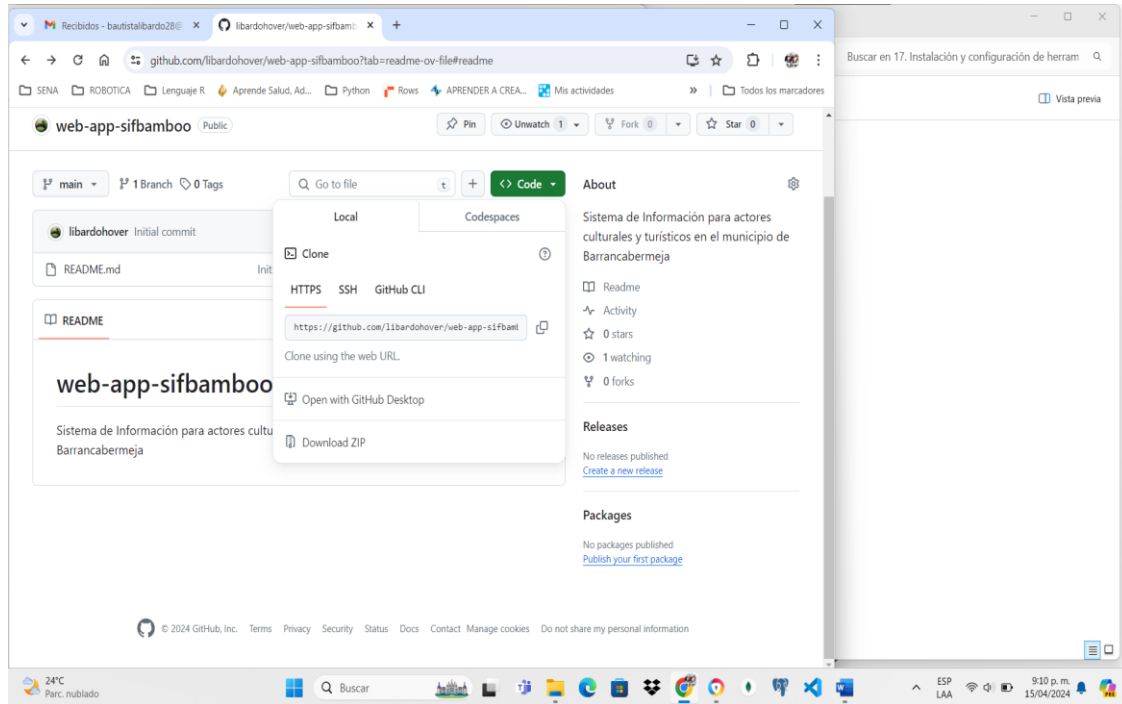 Recibidos - bautistalibardo28@
libardohover/web-app-sifbamb
github.com/libardohover/web-app-sifbamboo?tab=readme-ov-file#readme
Buscar en 17. Instalación y configuración de herram
SENA
ROBOTICA
Lenguaje R
Aprende Salud, Ad...
Python
Rows
APRENDER A CREA...
Mis actividades
»
Todos los marcadores
Vista previa
web-app-sifbamboo
Public
Pin
Unwatch 1
Fork 0
Star 0
main
1 Branch
0 Tags
Go to file
t
Code
About
Local
Codespaces
Sistema de Información para actores
culturales y turísticos en el municipio de
Barrancabermeja
libardohover Initial commit
Clone
README.md
Init
HTTPS
SSH
GitHub CLI
Readme
Activity
README
https://github.com/libardohover/web-app-sifbam
0 stars
Clone using the web URL.
1 watching
0 forks
web-app-sifbamboo
Open with GitHub Desktop
Sistema de Información para actores cultu
Barrancabermeja
Download ZIP
Releases
No releases published
Create a new release
Packages
No packages published
Publish your first package
© 2024 GitHub, Inc.
Terms
Privacy
Security
Status
Docs
Contact
Manage cookies
Do not share my personal information
24°C
Parc. nublado
Buscar
ESP
LAA
9:10 p. m.
15/04/2024